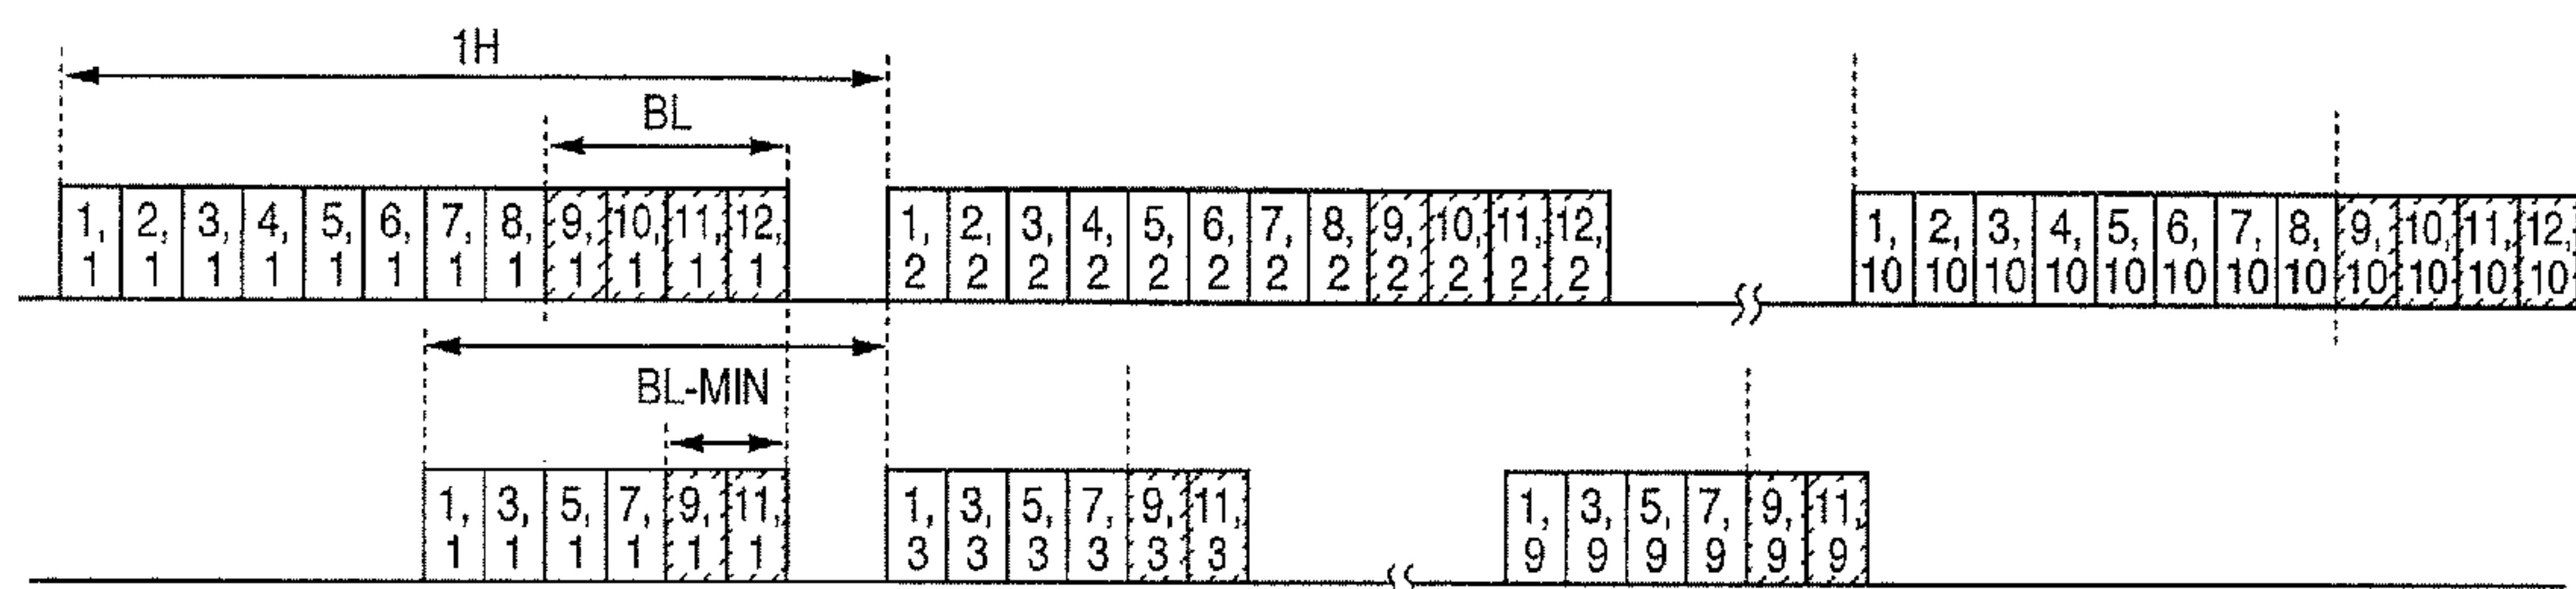 1H
BL
1, 2, 3, 4, 5, 6, 7, 8, 9, 10, 11, 12, 1, 2, 3, 4, 5, 6, 7, 8, 9, 10, 11, 12, 1, 2, 3, 4, 5, 6, 7, 8, 9, 10, 11, 12,
1 1 1 1 1 1 1 1 1 1 1 1 2 2 2 2 2 2 2 2 2 2 2 2 10 10 10 10 10 10 10 10 10 10 10 10
BL-MIN
1, 3, 5, 7, 9, 11, 1, 3, 5, 7, 9, 11, 1, 3, 5, 7, 9, 11,
1 1 1 1 1 1 3 3 3 3 3 3 9 9 9 9 9 9